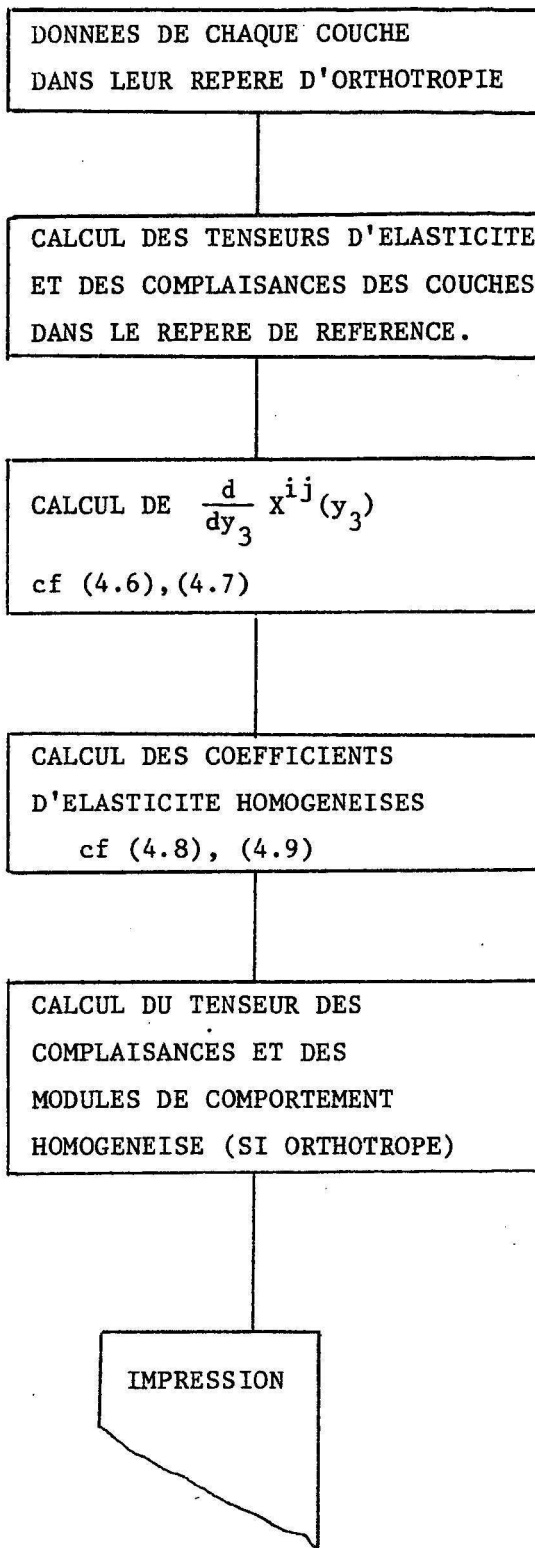 DONNEES DE CHAQUE COUCHE
DANS LEUR REPERE D'ORTHOTROPIE
CALCUL DES TENSEURS D'ELASTICITE
ET DES COMPLAISANCES DES COUCHES
DANS LE REPERE DE REFERENCE.
CALCUL DE d/dy₃ X^ij(y₃)
cf (4.6),(4.7)
CALCUL DES COEFFICIENTS
D'ELASTICITE HOMOGENEISES
cf (4.8), (4.9)
CALCUL DU TENSEUR DES
COMPLAISANCES ET DES
MODULES DE COMPORTEMENT
HOMOGENEISE (SI ORTHOTROPE)
IMPRESSION